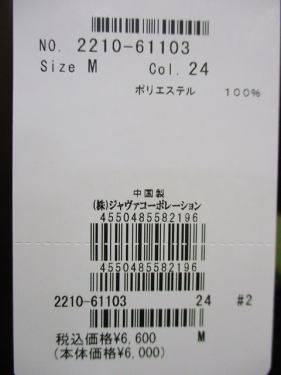 NO. 2210-61103
Size M Col. 24
ポリエステル 100%
中国製
(株)ジャヴァコーポレーション
4550485582196
4550485582196
2210-61103 24 #2
税込価格¥6,600 M
(本体価格¥6,000)